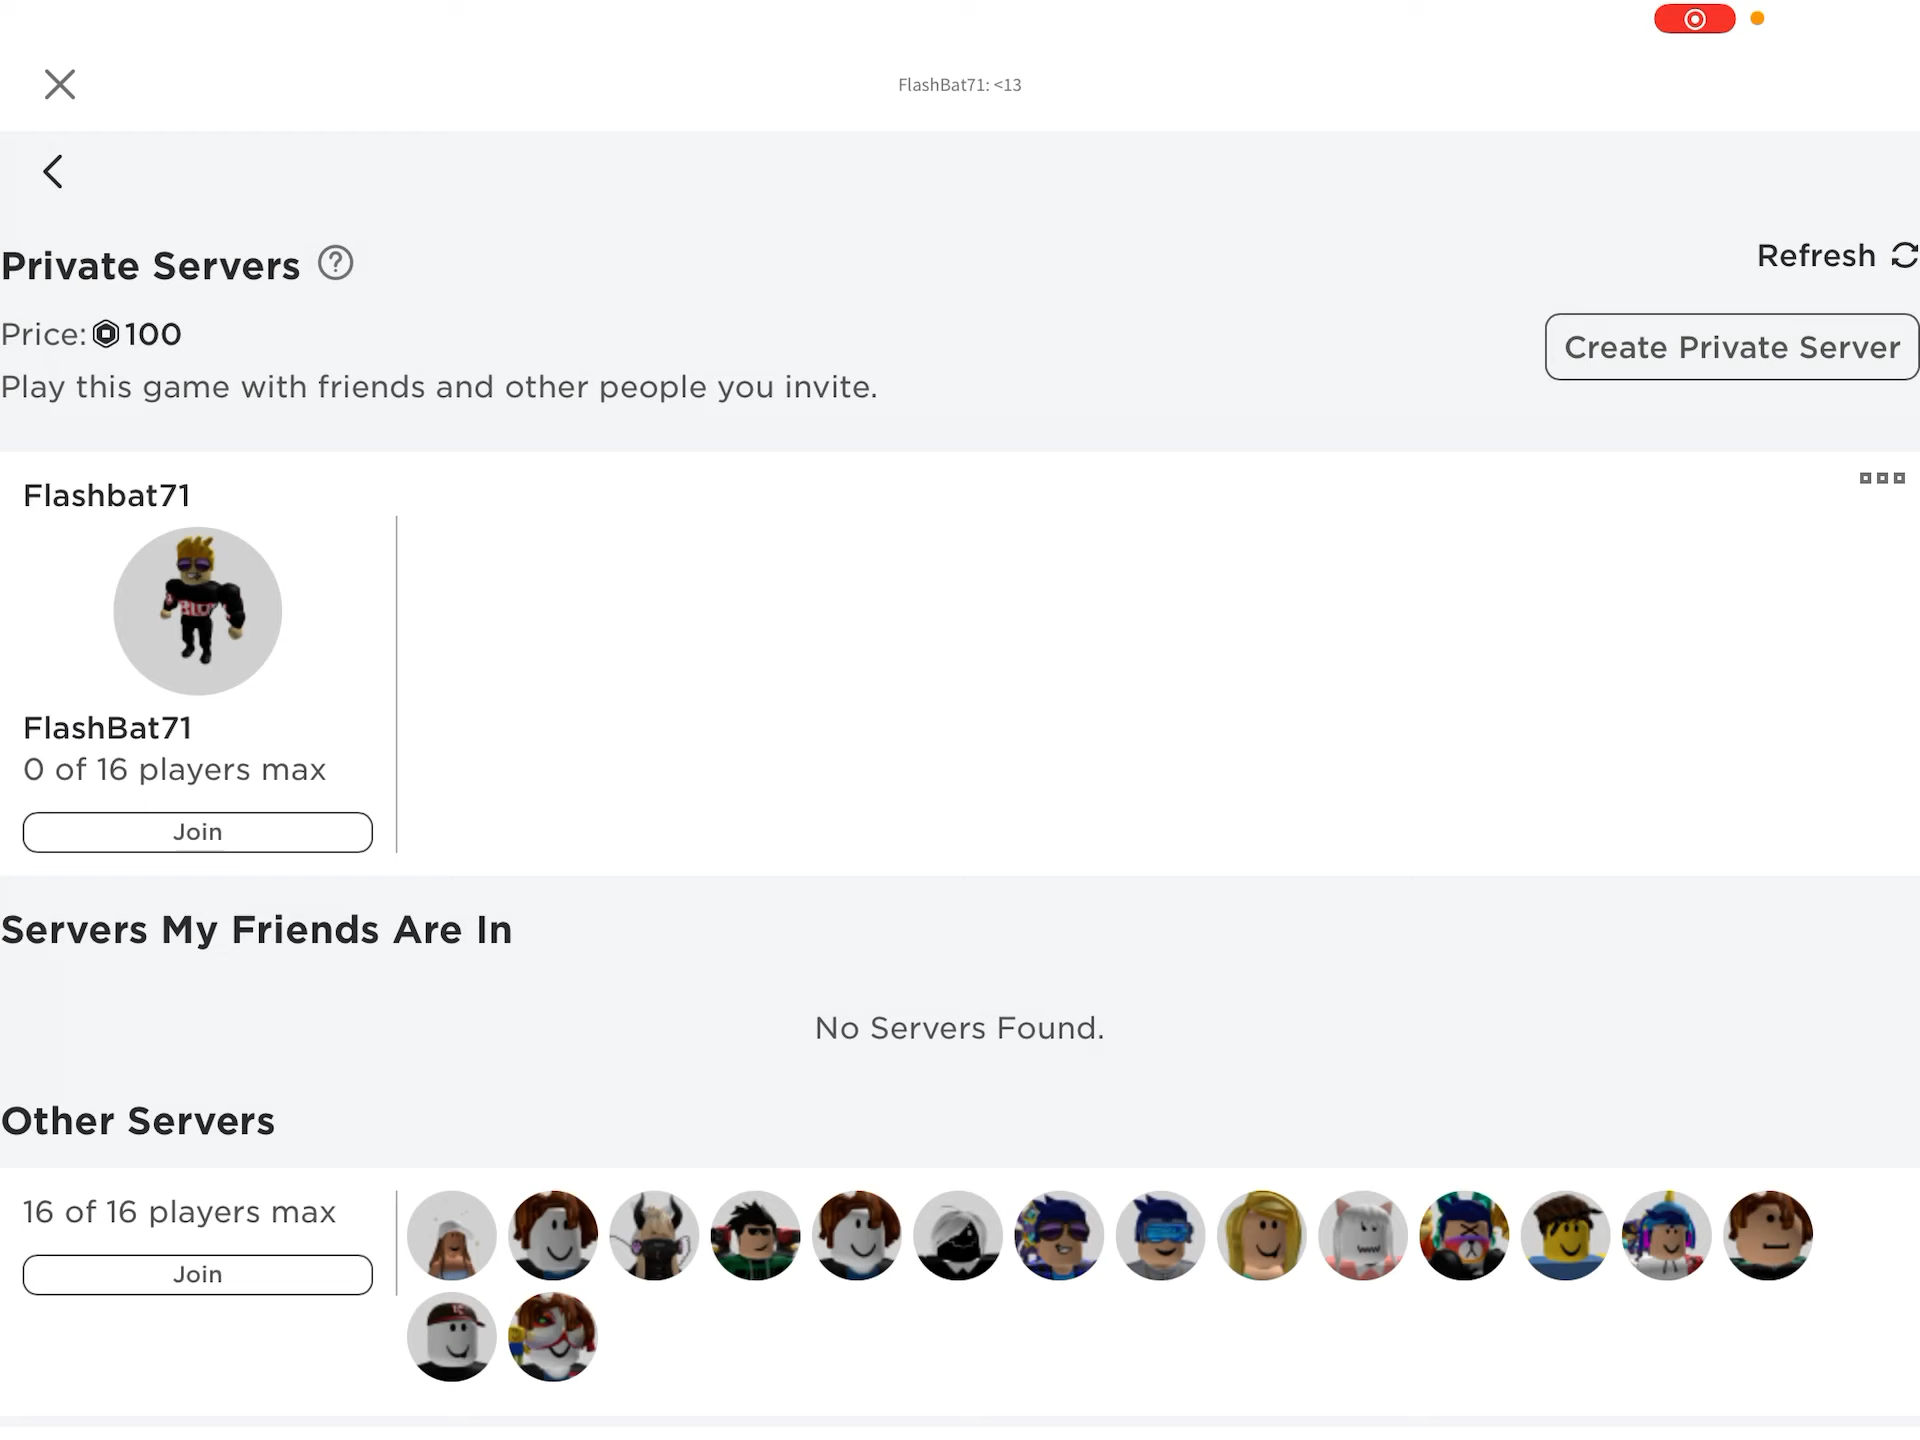 FlashBat71: <13
Private Servers
Refresh
Price: 100
Create Private Server
Play this game with friends and other people you invite.
Flashbat71
FlashBat71
0 of 16 players max
Join
Servers My Friends Are In
No Servers Found.
Other Servers
16 of 16 players max
Join